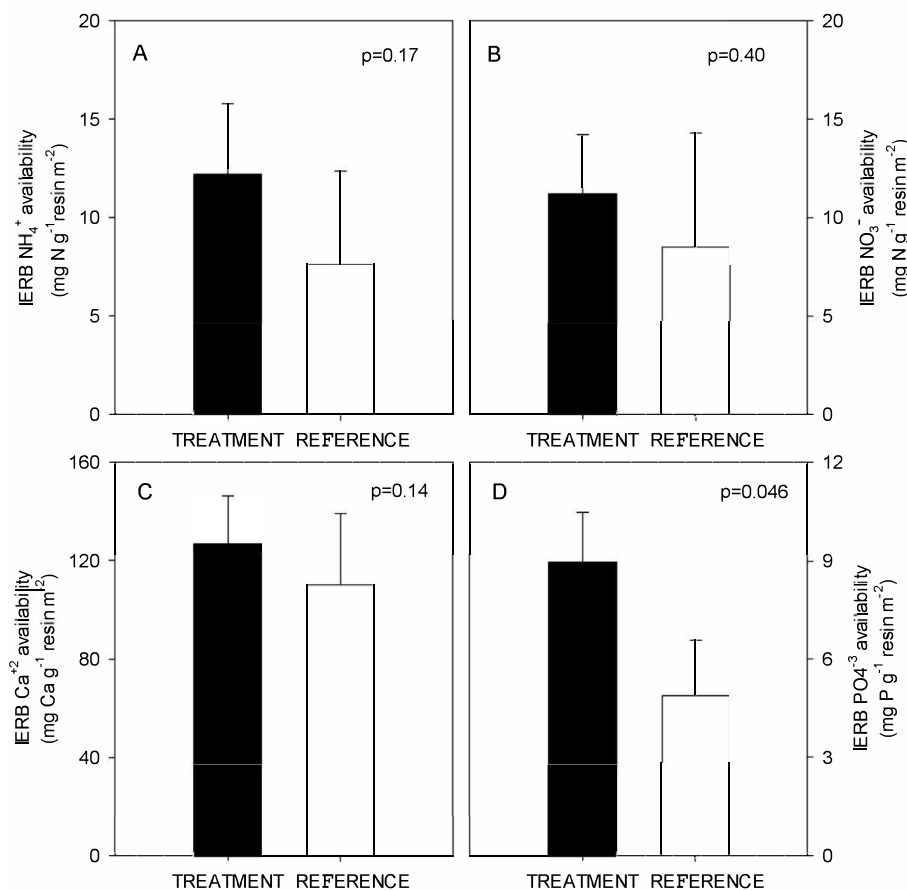 20
15
10
5
0
IERB NH₄⁺ availability
(mg N g⁻¹ resin m⁻²)
A
p=0.17
TREATMENT REFERENCE
B
p=0.40
20
15
10
5
0
IERB NO₃⁻ availability
(mg N g⁻¹ resin m⁻²)
TREATMENT REFERENCE
160
120
80
40
0
IERB Ca⁺² availability
(mg Ca g⁻¹ resin m⁻²)
C
p=0.14
TREATMENT REFERENCE
D
p=0.046
12
9
6
3
0
IERB PO4⁻³ availability
(mg P g⁻¹ resin m⁻²)
TREATMENT REFERENCE